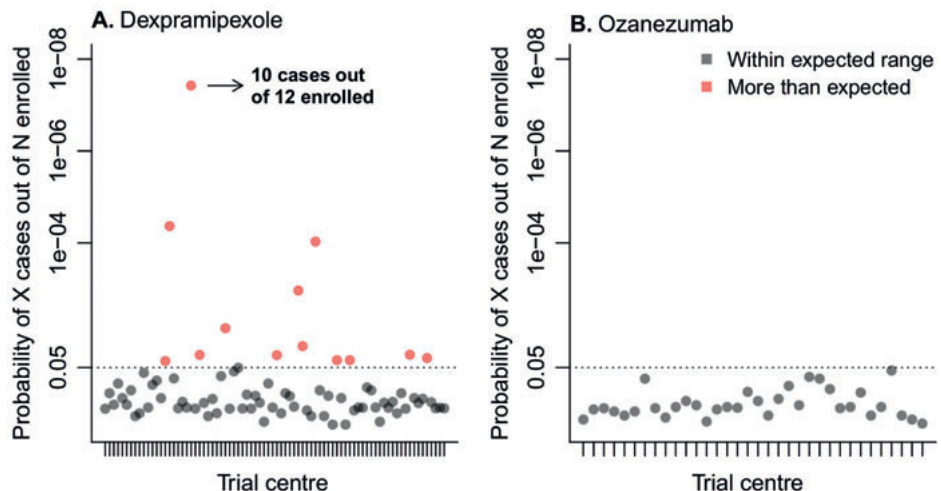 A. Dexpramipexole
Probability of X cases out of N enrolled
1e−08
1e−06
1e−04
0.05
10 cases out
of 12 enrolled
Trial centre
B. Ozanezumab
Probability of X cases out of N enrolled
1e−08
1e−06
1e−04
0.05
Within expected range
More than expected
Trial centre